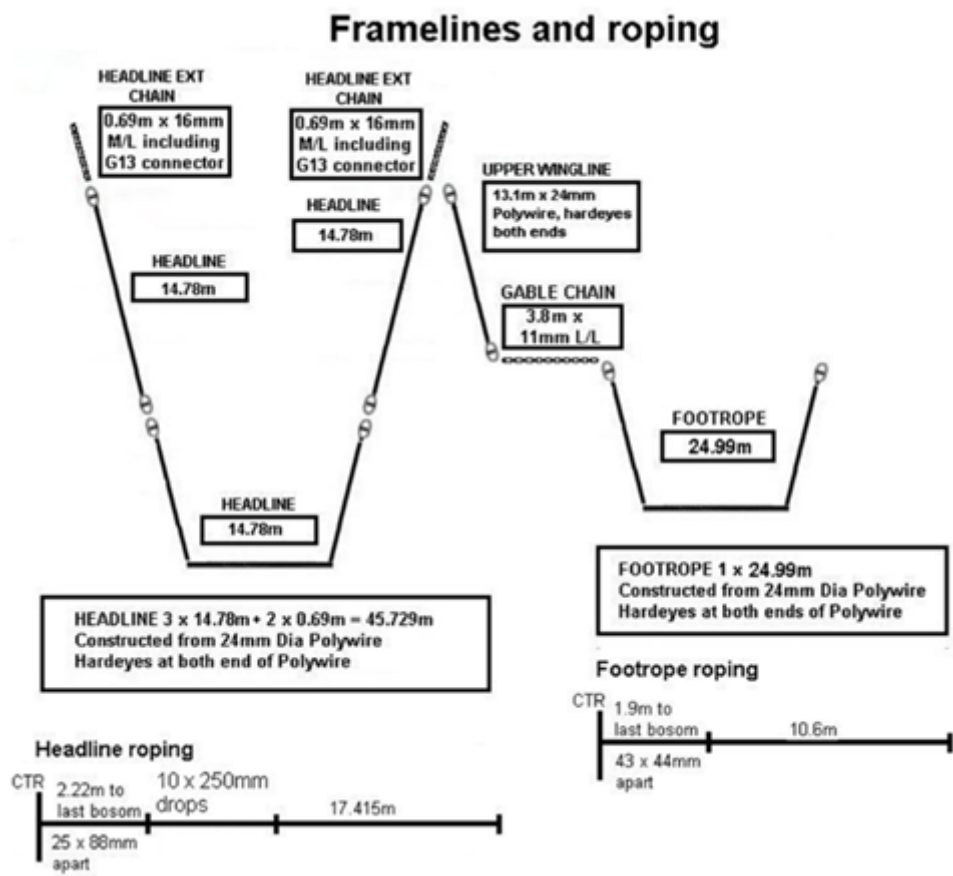 Framelines and roping
HEADLINE EXT
CHAIN
0.69m x 16mm
M/L including
G13 connector
HEADLINE EXT
CHAIN
0.69m x 16mm
M/L including
G13 connector
HEADLINE
14.78m
HEADLINE
14.78m
UPPER WINGLINE
13.1m x 24mm
Polywire, hardeyes
both ends
GABLE CHAIN
3.8m x
11mm L/L
FOOTROPE
24.99m
HEADLINE
14.78m
HEADLINE 3 x 14.78m + 2 x 0.69m = 45.729m
Constructed from 24mm Dia Polywire
Hardeyes at both end of Polywire
FOOTROPE 1 x 24.99m
Constructed from 24mm Dia Polywire
Hardeyes at both ends of Polywire
Footrope roping
CTR
1.9m to
last bosom
10.6m
43 x 44mm
apart
Headline roping
CTR
2.22m to
last bosom
10 x 250mm
drops
17.415m
25 x 88mm
apart